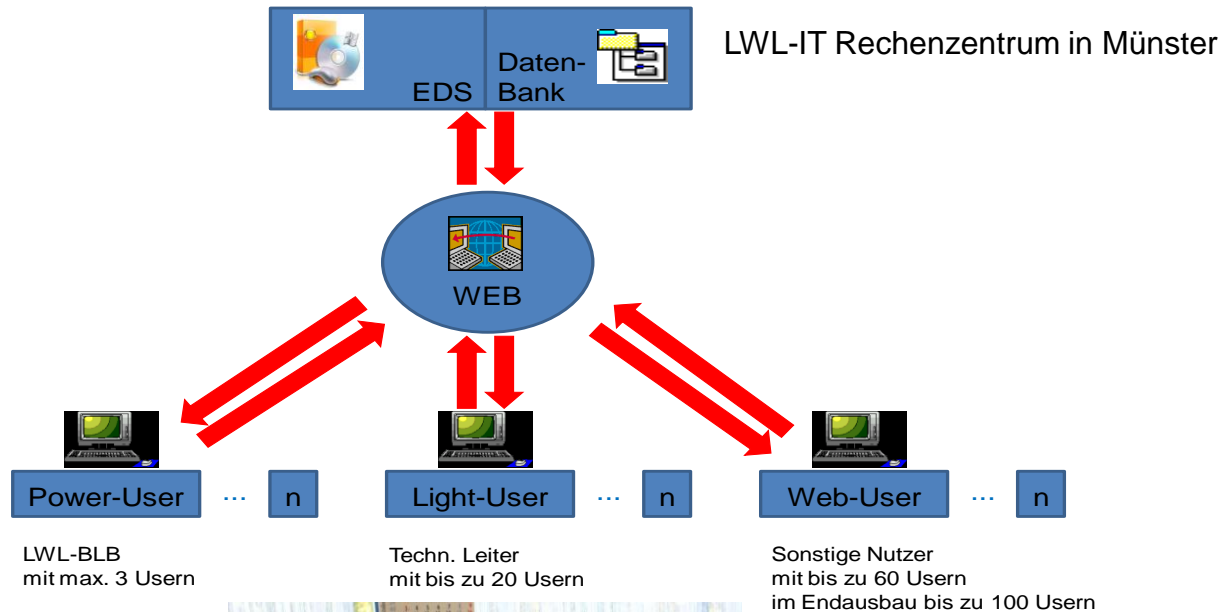 LWL-IT Rechenzentrum in Münster
EDS
Daten-
Bank
WEB
Power-User ... n
Light-User ... n
Web-User ... n
LWL-BLB
mit max. 3 Usern
Techn. Leiter
mit bis zu 20 Usern
Sonstige Nutzer
mit bis zu 60 Usern
im Endausbau bis zu 100 Usern